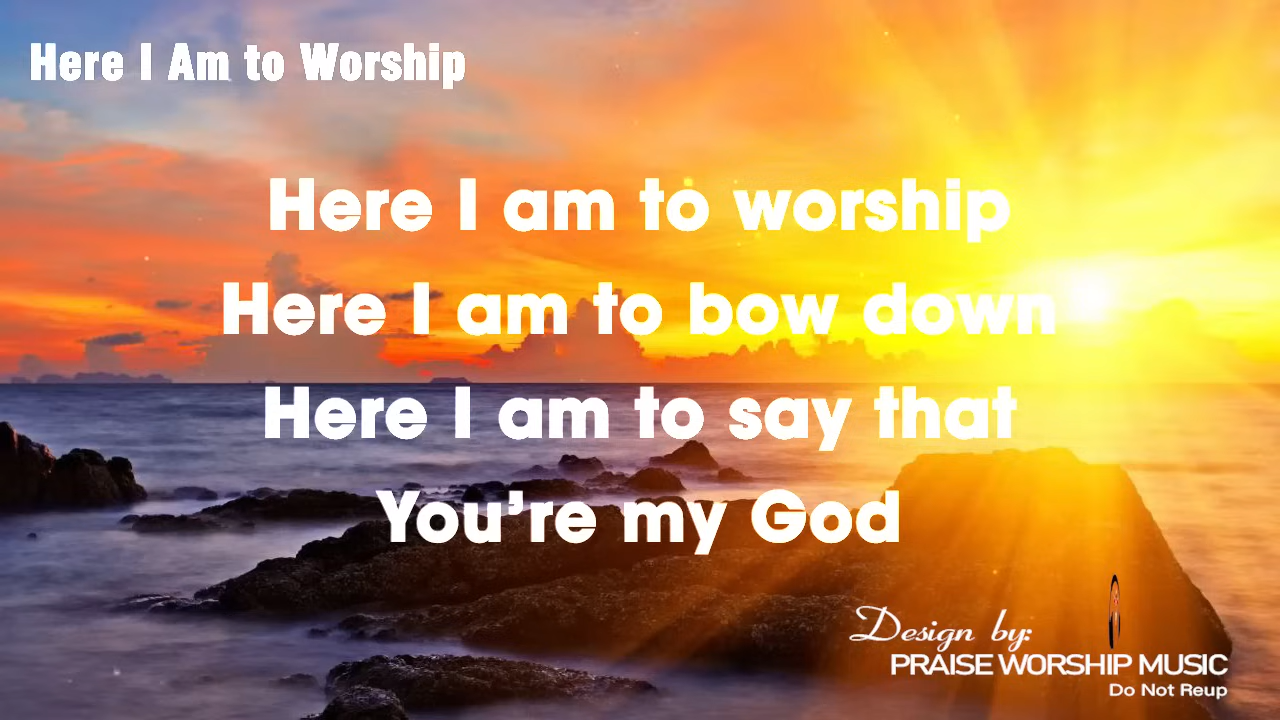 Here I Am to Worship
Here I am to worship
Here I am to bow down
Here I am to say that
You’re my God
Design by:
PRAISE WORSHIP MUSIC
Do Not Reup